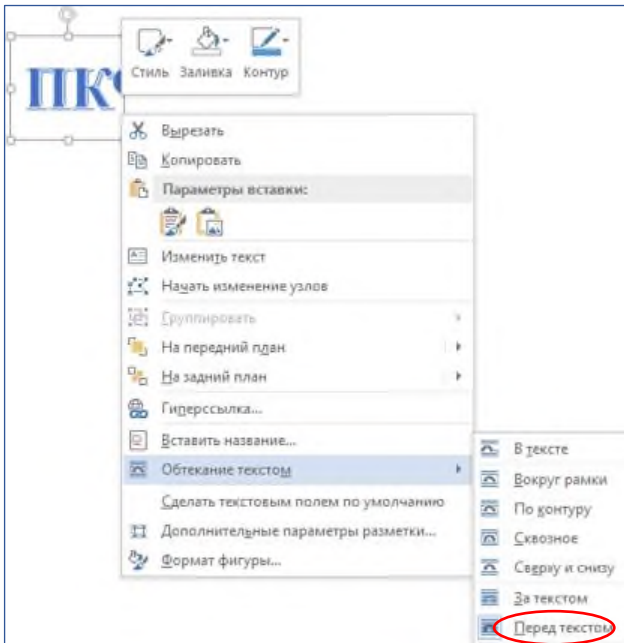 Стиль Заливка Контур
ПК
Вырезать
Копировать
Параметры вставки:
Изменить текст
Начать изменение узлов
Группировать
На передний план
На задний план
Гиперссылка...
Вставить название...
Обтекание текстом
Сделать текстовым полем по умолчанию
Дополнительные параметры разметки...
Формат фигуры...
В тексте
Вокруг рамки
По контуру
Сквозное
Сверху и снизу
За текстом
Перед текстом